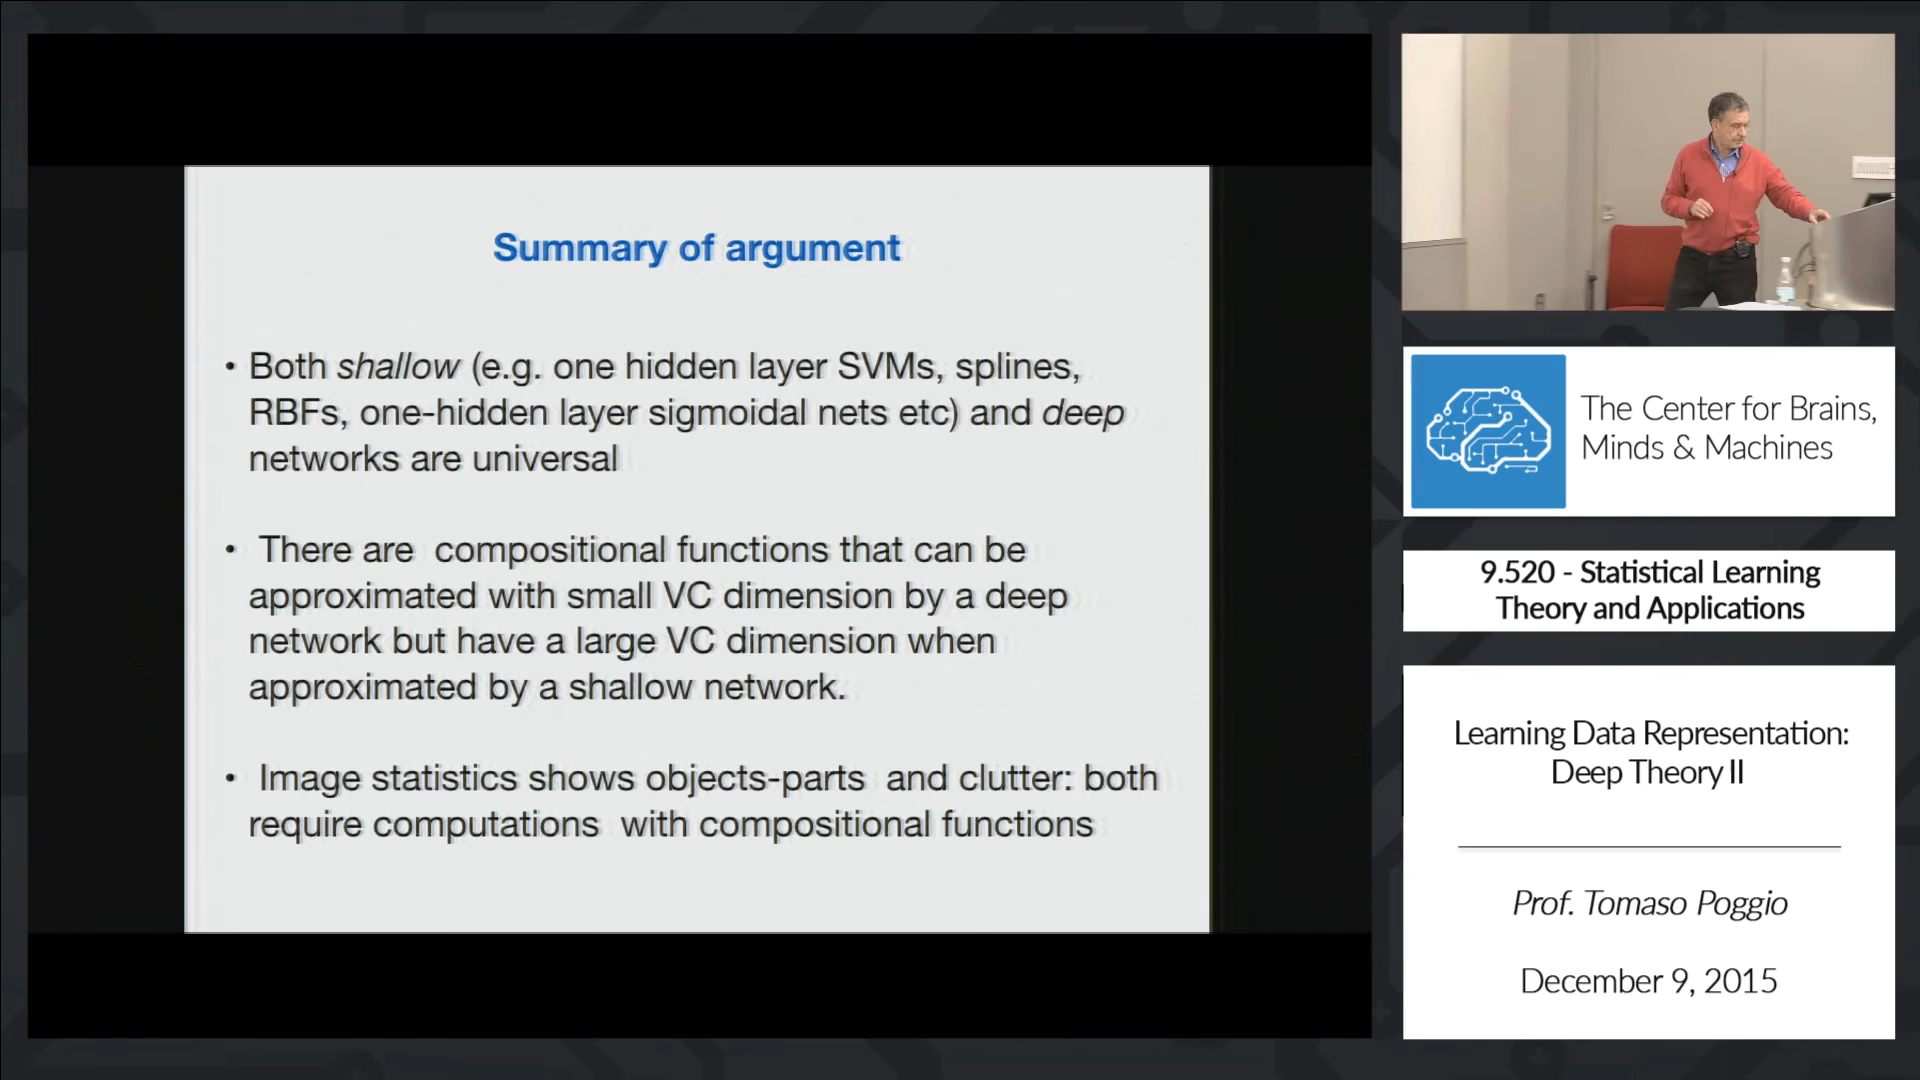 Summary of argument
• Both shallow (e.g. one hidden layer SVMs, splines,
RBFs, one-hidden layer sigmoidal nets etc) and deep
networks are universal
• There are compositional functions that can be
approximated with small VC dimension by a deep
network but have a large VC dimension when
approximated by a shallow network.
• Image statistics shows objects-parts and clutter: both
require computations with compositional functions
The Center for Brains,
Minds & Machines
9.520 - Statistical Learning
Theory and Applications
Learning Data Representation:
Deep Theory II
Prof. Tomaso Poggio
December 9, 2015